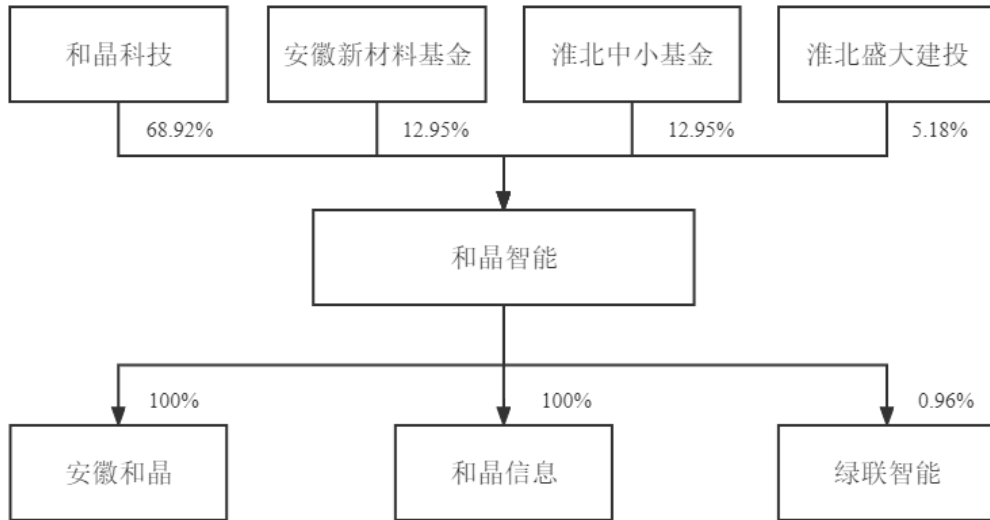 和晶科技
安徽新材料基金
淮北中小基金
淮北盛大建投
68.92%
12.95%
12.95%
5.18%
和晶智能
100%
100%
0.96%
安徽和晶
和晶信息
绿联智能